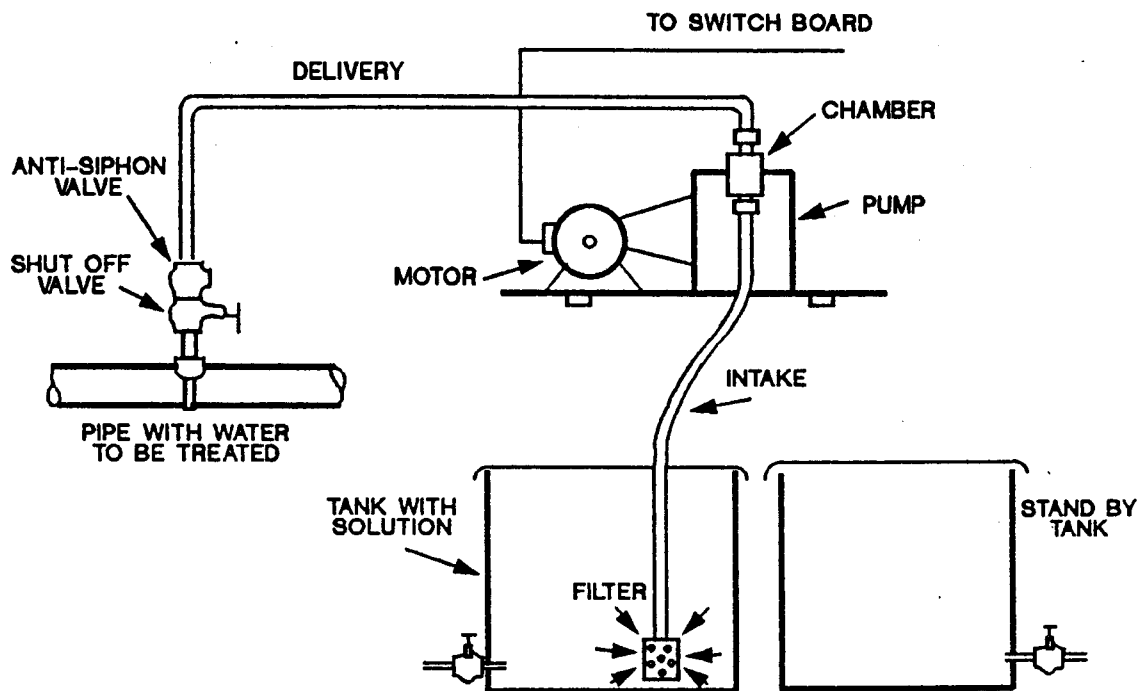 TO SWITCH BOARD
DELIVERY
CHAMBER
ANTI-SIPHON
VALVE
PUMP
SHUT OFF
VALVE
MOTOR
INTAKE
PIPE WITH WATER
TO BE TREATED
TANK WITH
SOLUTION
STAND BY
TANK
FILTER